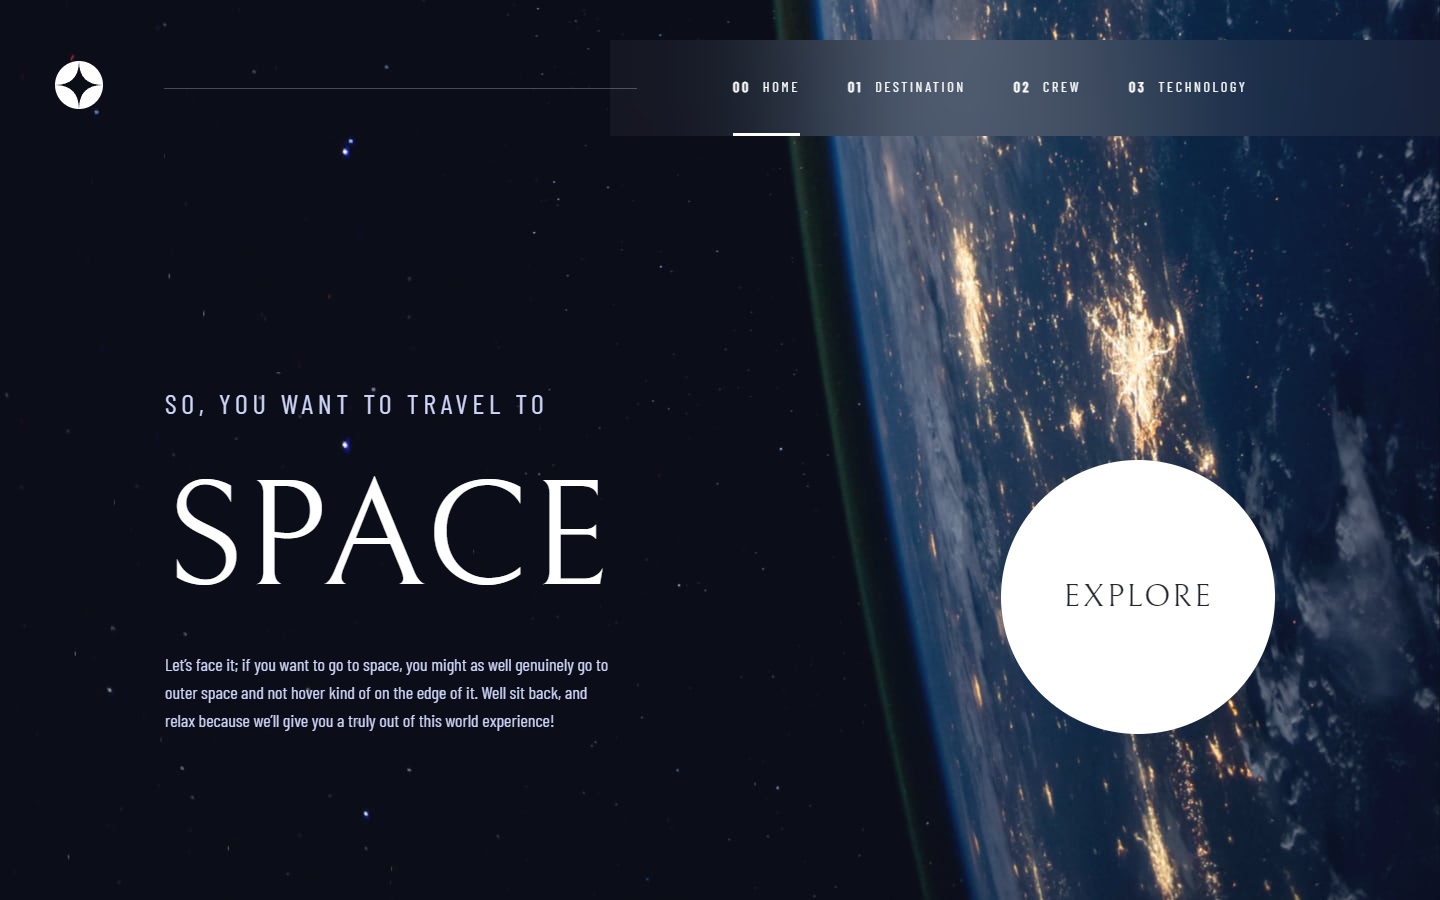 00 HOME 01 DESTINATION 02 CREW 03 TECHNOLOGY
SO, YOU WANT TO TRAVEL TO
SPACE
Let’s face it; if you want to go to space, you might as well genuinely go to
outer space and not hover kind of on the edge of it. Well sit back, and
relax because we’ll give you a truly out of this world experience!
EXPLORE